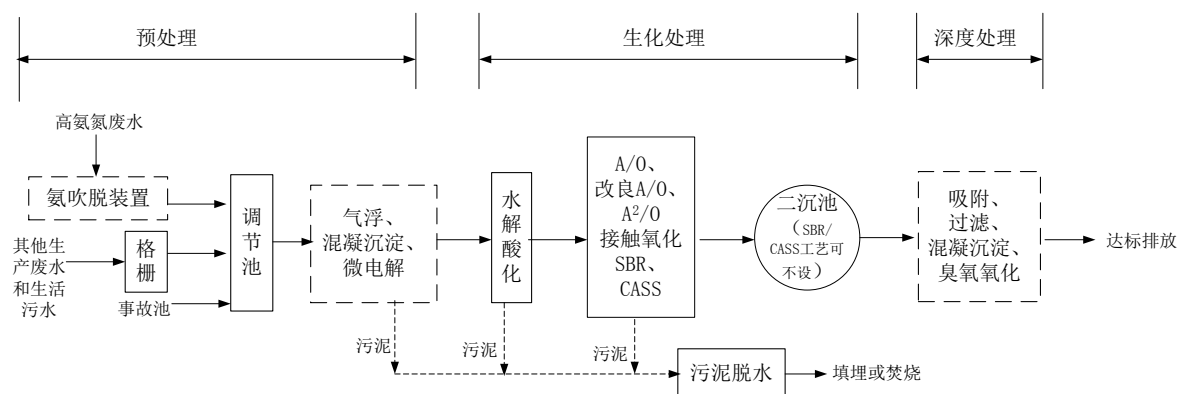 预处理
生化处理
深度处理
高氨氮废水
氨吹脱装置
其他生
产废水
和生活
污水
格
栅
事故池
调
节
池
气浮、
混凝沉淀、
微电解
水
解
酸
化
A/O、
改良A/O、
A²/O
接触氧化
SBR、
CASS
二沉池
（SBR/
CASS工艺可
不设）
吸附、
过滤、
混凝沉淀、
臭氧氧化
达标排放
污泥
污泥
污泥
污泥脱水
填埋或焚烧